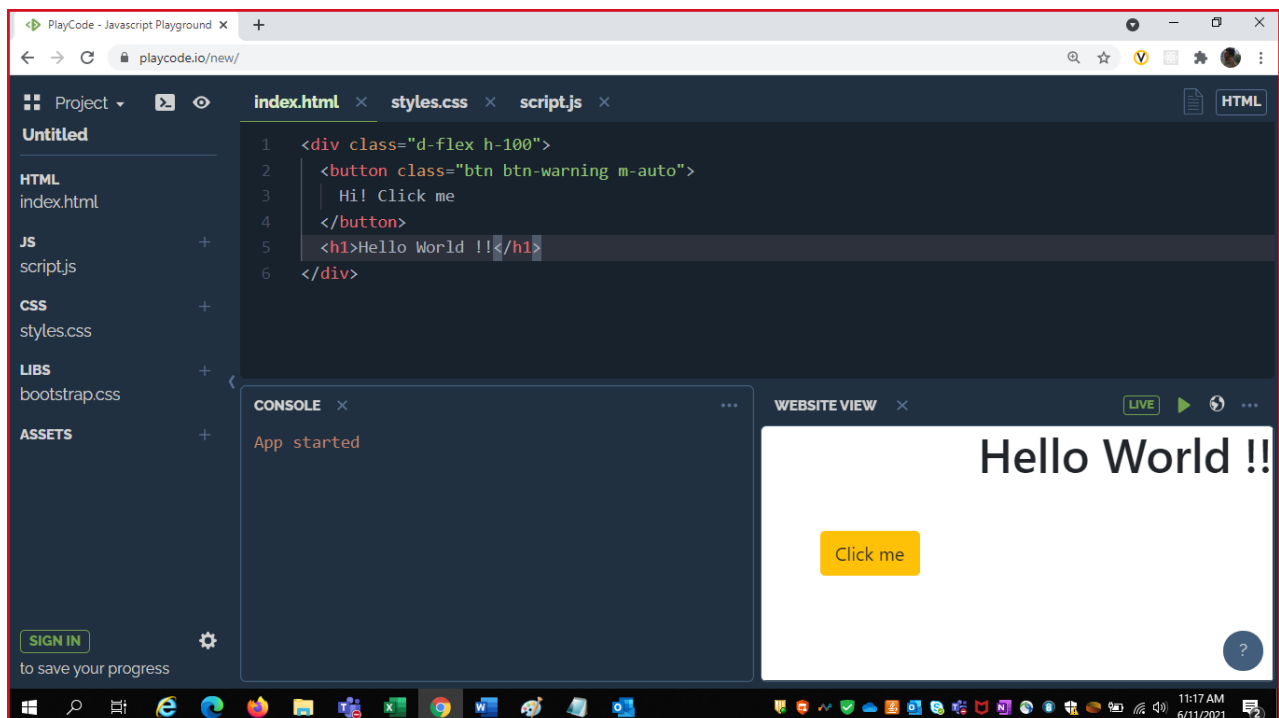 PlayCode - Javascript Playground
playcode.io/new/
Project
Untitled
HTML
index.html
JS
script.js
CSS
styles.css
LIBS
bootstrap.css
ASSETS
SIGN IN
to save your progress
index.html
styles.css
script.js
HTML
1 <div class="d-flex h-100">
2 <button class="btn btn-warning m-auto">
3 Hi! Click me
4 </button>
5 <h1>Hello World !!</h1>
6 </div>
CONSOLE
App started
WEBSITE VIEW
LIVE
Hello World !!
Click me
?
11:17 AM
6/11/2021